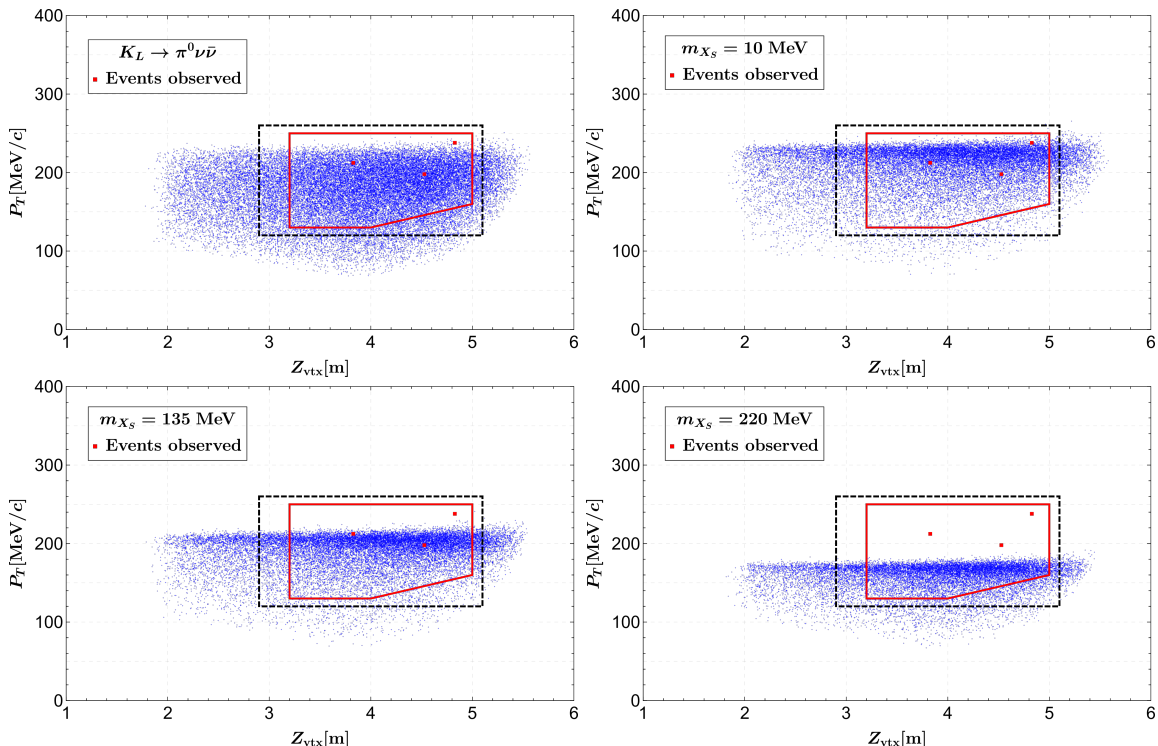 400
300
200
100
0
P_T[MeV/c]
K_L → π⁰νν̄
Events observed
1 2 3 4 5 6
Z_vtx[m]
400
300
200
100
0
P_T[MeV/c]
m_{X_S} = 10 MeV
Events observed
1 2 3 4 5 6
Z_vtx[m]
400
300
200
100
0
P_T[MeV/c]
m_{X_S} = 135 MeV
Events observed
1 2 3 4 5 6
Z_vtx[m]
400
300
200
100
0
P_T[MeV/c]
m_{X_S} = 220 MeV
Events observed
1 2 3 4 5 6
Z_vtx[m]